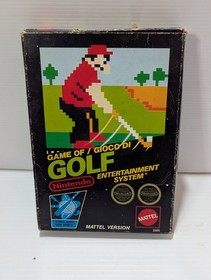 GAME OF / GIOCO DI
GOLF
Nintendo
ENTERTAINMENT
SYSTEM
MATTEL VERSION
MATTEL